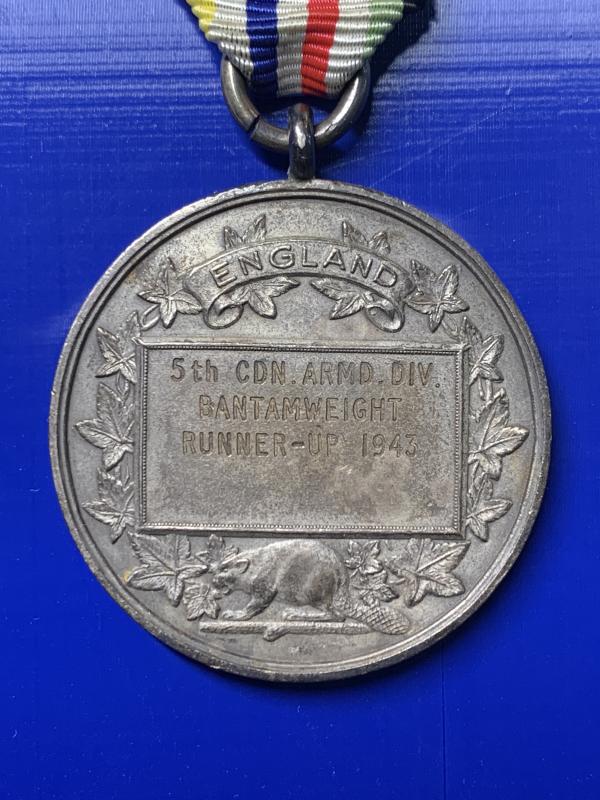 ENGLAND
5th CDN. ARMD. DIV.
BANTAMWEIGHT
RUNNER-UP 1943